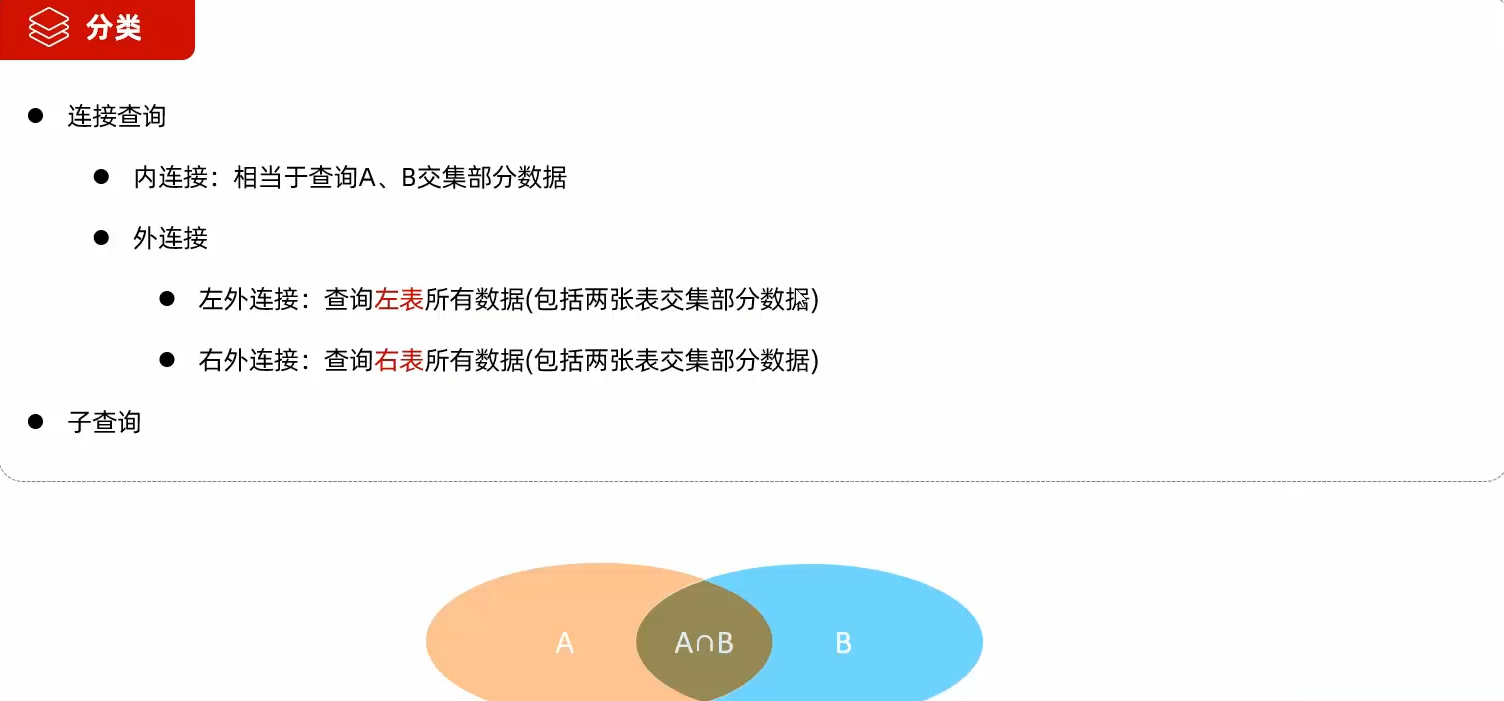 分类
连接查询
内连接：相当于查询A、B交集部分数据
外连接
左外连接：查询左表所有数据(包括两张表交集部分数据)
右外连接：查询右表所有数据(包括两张表交集部分数据)
子查询
A A∩B B